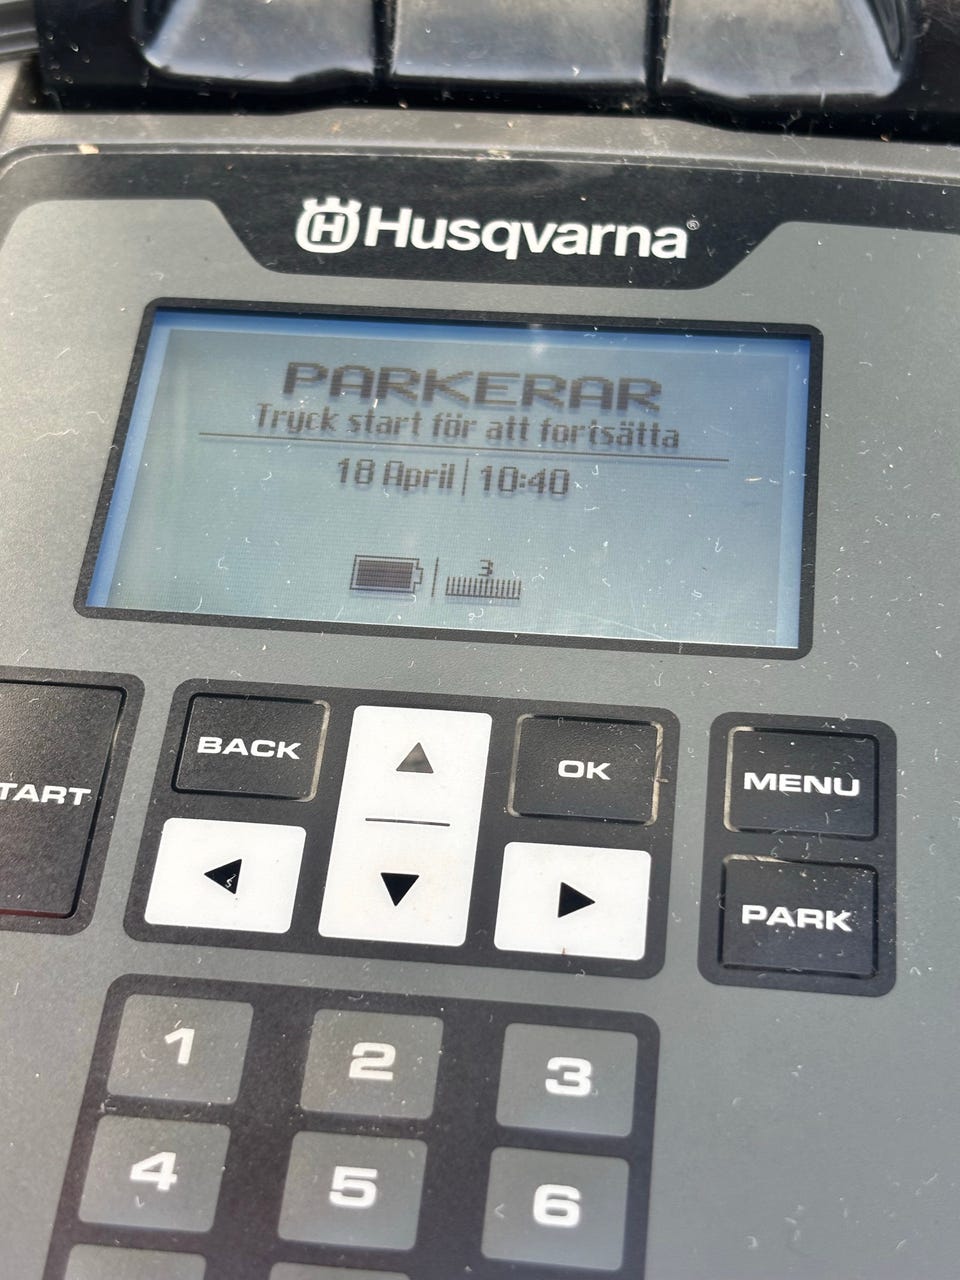 Husqvarna®
PARKERAR
Tryck start för att fortsätta
18 April | 10:40
3
TART
BACK
OK
MENU
PARK
1 2 3
4 5 6